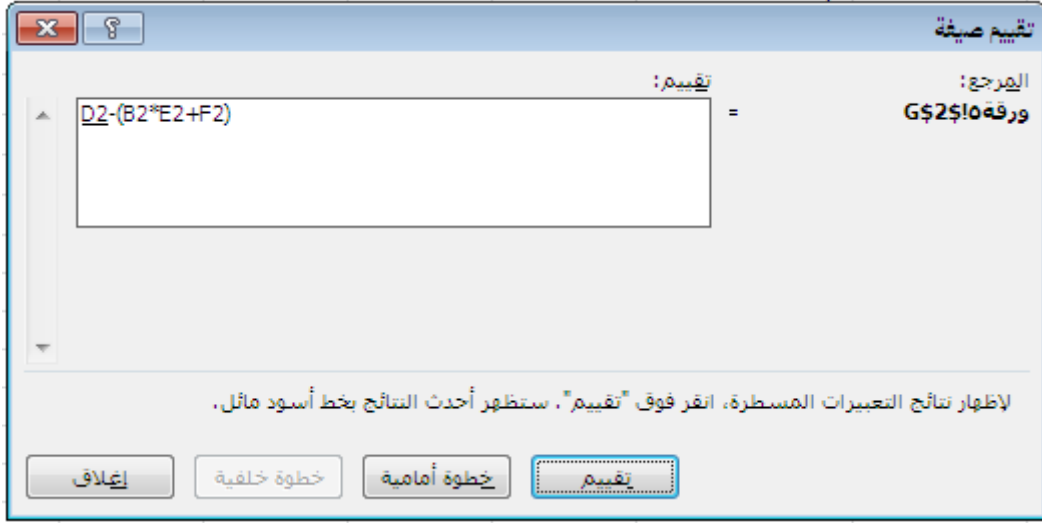 تقييم صيغة
المرجع:
تقييم:
ورقة٥!$G$2
=
D2-(B2*E2+F2)
لإظهار نتائج التعبيرات المسطرة، انقر فوق "تقييم". ستظهر أحدث النتائج بخط أسود مائل.
تقييم
خطوة أمامية
خطوة خلفية
إغلاق